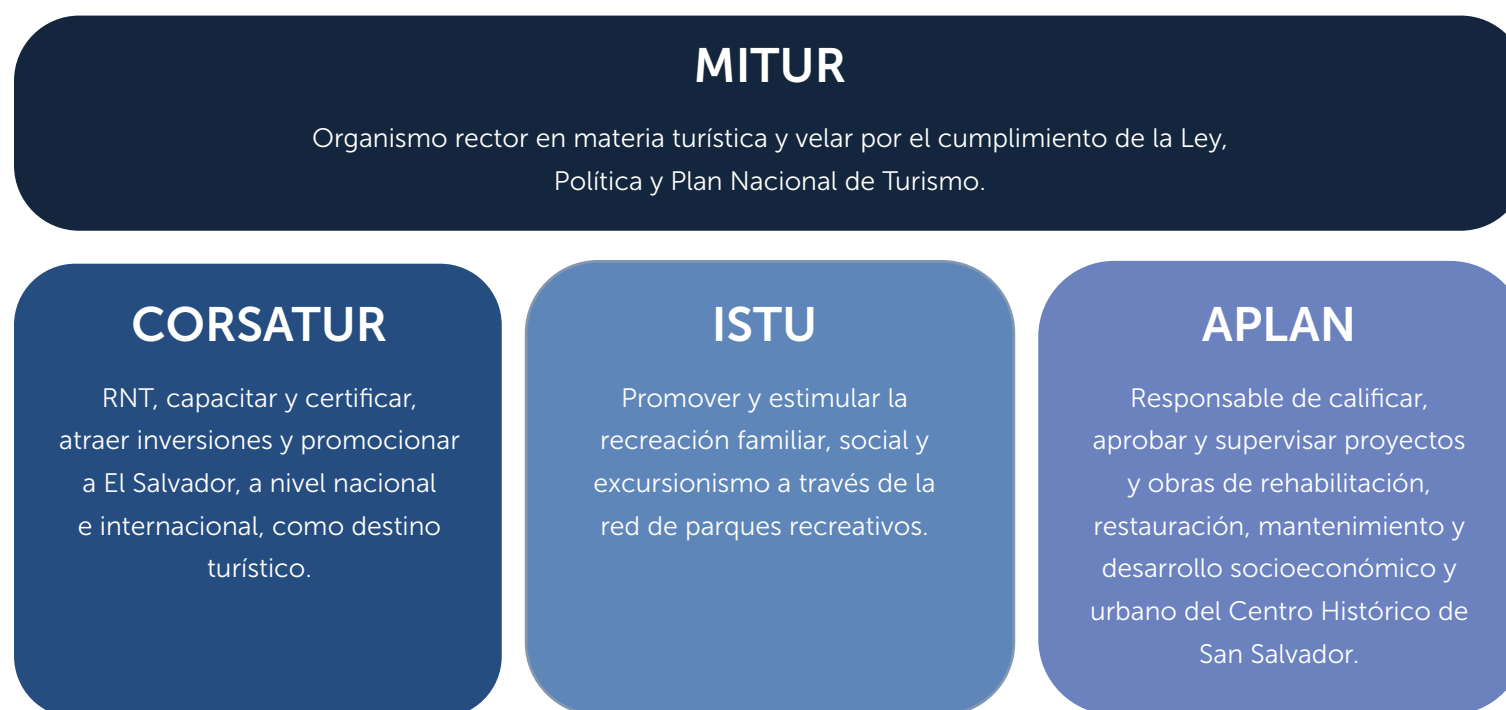 MITUR
Organismo rector en materia turística y velar por el cumplimiento de la Ley,
Política y Plan Nacional de Turismo.
CORSATUR
RNT, capacitar y certificar,
atraer inversiones y promocionar
a El Salvador, a nivel nacional
e internacional, como destino
turístico.
ISTU
Promover y estimular la
recreación familiar, social y
excursionismo a través de la
red de parques recreativos.
APLAN
Responsable de calificar,
aprobar y supervisar proyectos
y obras de rehabilitación,
restauración, mantenimiento y
desarrollo socioeconómico y
urbano del Centro Histórico de
San Salvador.